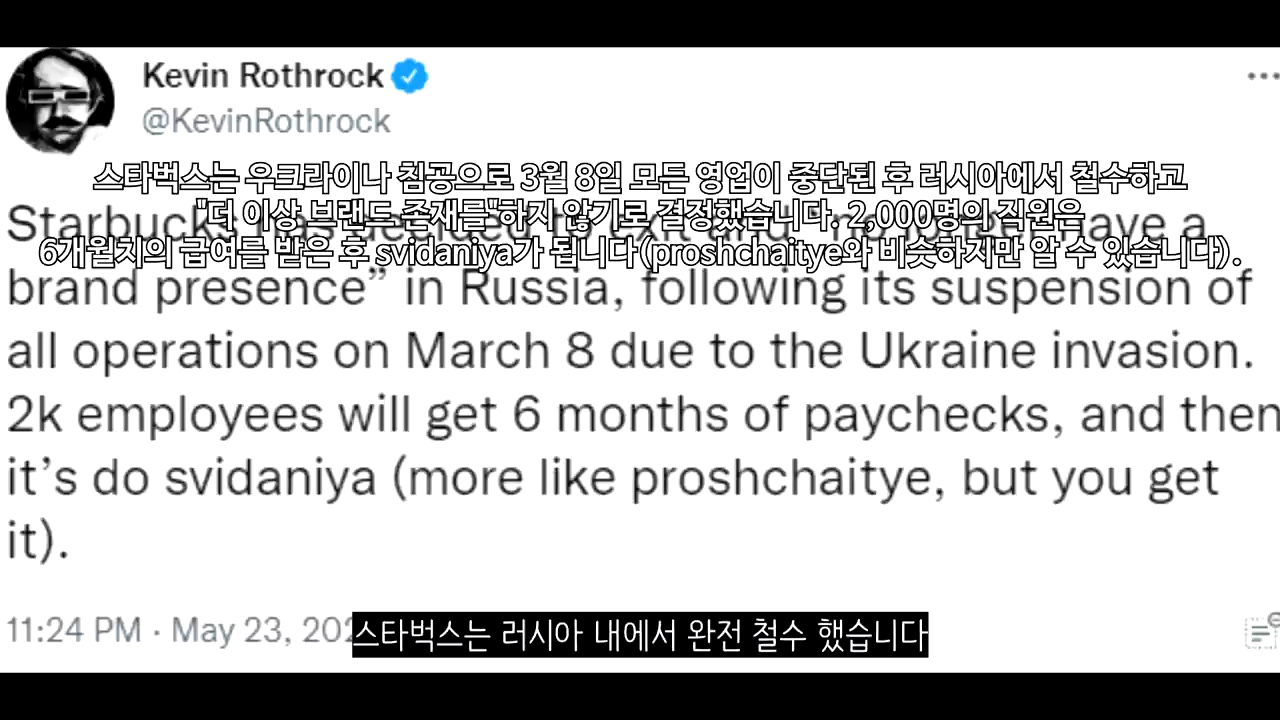 Kevin Rothrock
@KevinRothrock
스타벅스는 우크라이나 침공으로 3월 8일 모든 영업이 중단된 후 러시아에서 철수하고
"더 이상 브랜드 존재를"하지 않기로 결정했습니다. 2,000명의 직원은
6개월치의 급여를 받은 후 svidaniya가 됩니다(proshchaitye와 비슷하지만 알 수 있습니다).
Starbucks has decided to exit and "no longer have a
brand presence” in Russia, following its suspension of
all operations on March 8 due to the Ukraine invasion.
2k employees will get 6 months of paychecks, and then
it’s do svidaniya (more like proshchaitye, but you get
it).
11:24 PM · May 23, 202
스타벅스는 러시아 내에서 완전 철수 했습니다